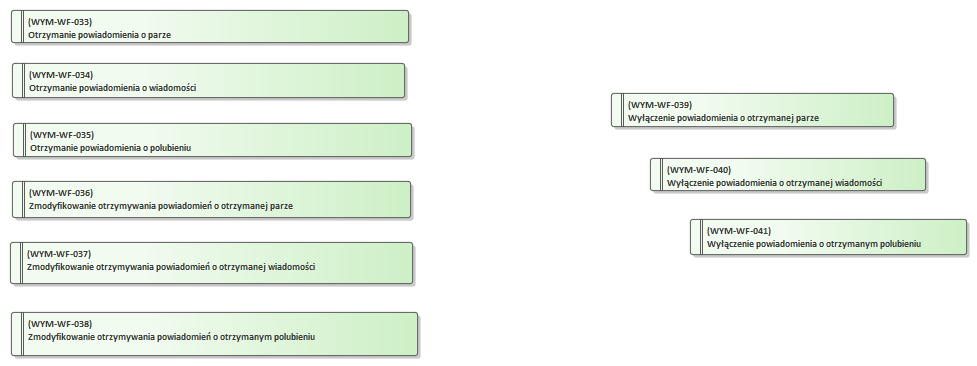 (WYM-WF-033)
Otrzymanie powiadomienia o parze
(WYM-WF-034)
Otrzymanie powiadomienia o wiadomości
(WYM-WF-035)
Otrzymanie powiadomienia o polubieniu
(WYM-WF-036)
Zmodyfikowanie otrzymywania powiadomień o otrzymanej parze
(WYM-WF-037)
Zmodyfikowanie otrzymywania powiadomień o otrzymanej wiadomości
(WYM-WF-038)
Zmodyfikowanie otrzymywania powiadomień o otrzymanym polubieniu
(WYM-WF-039)
Wyłączenie powiadomienia o otrzymanej parze
(WYM-WF-040)
Wyłączenie powiadomienia o otrzymanej wiadomości
(WYM-WF-041)
Wyłączenie powiadomienia o otrzymanym polubieniu